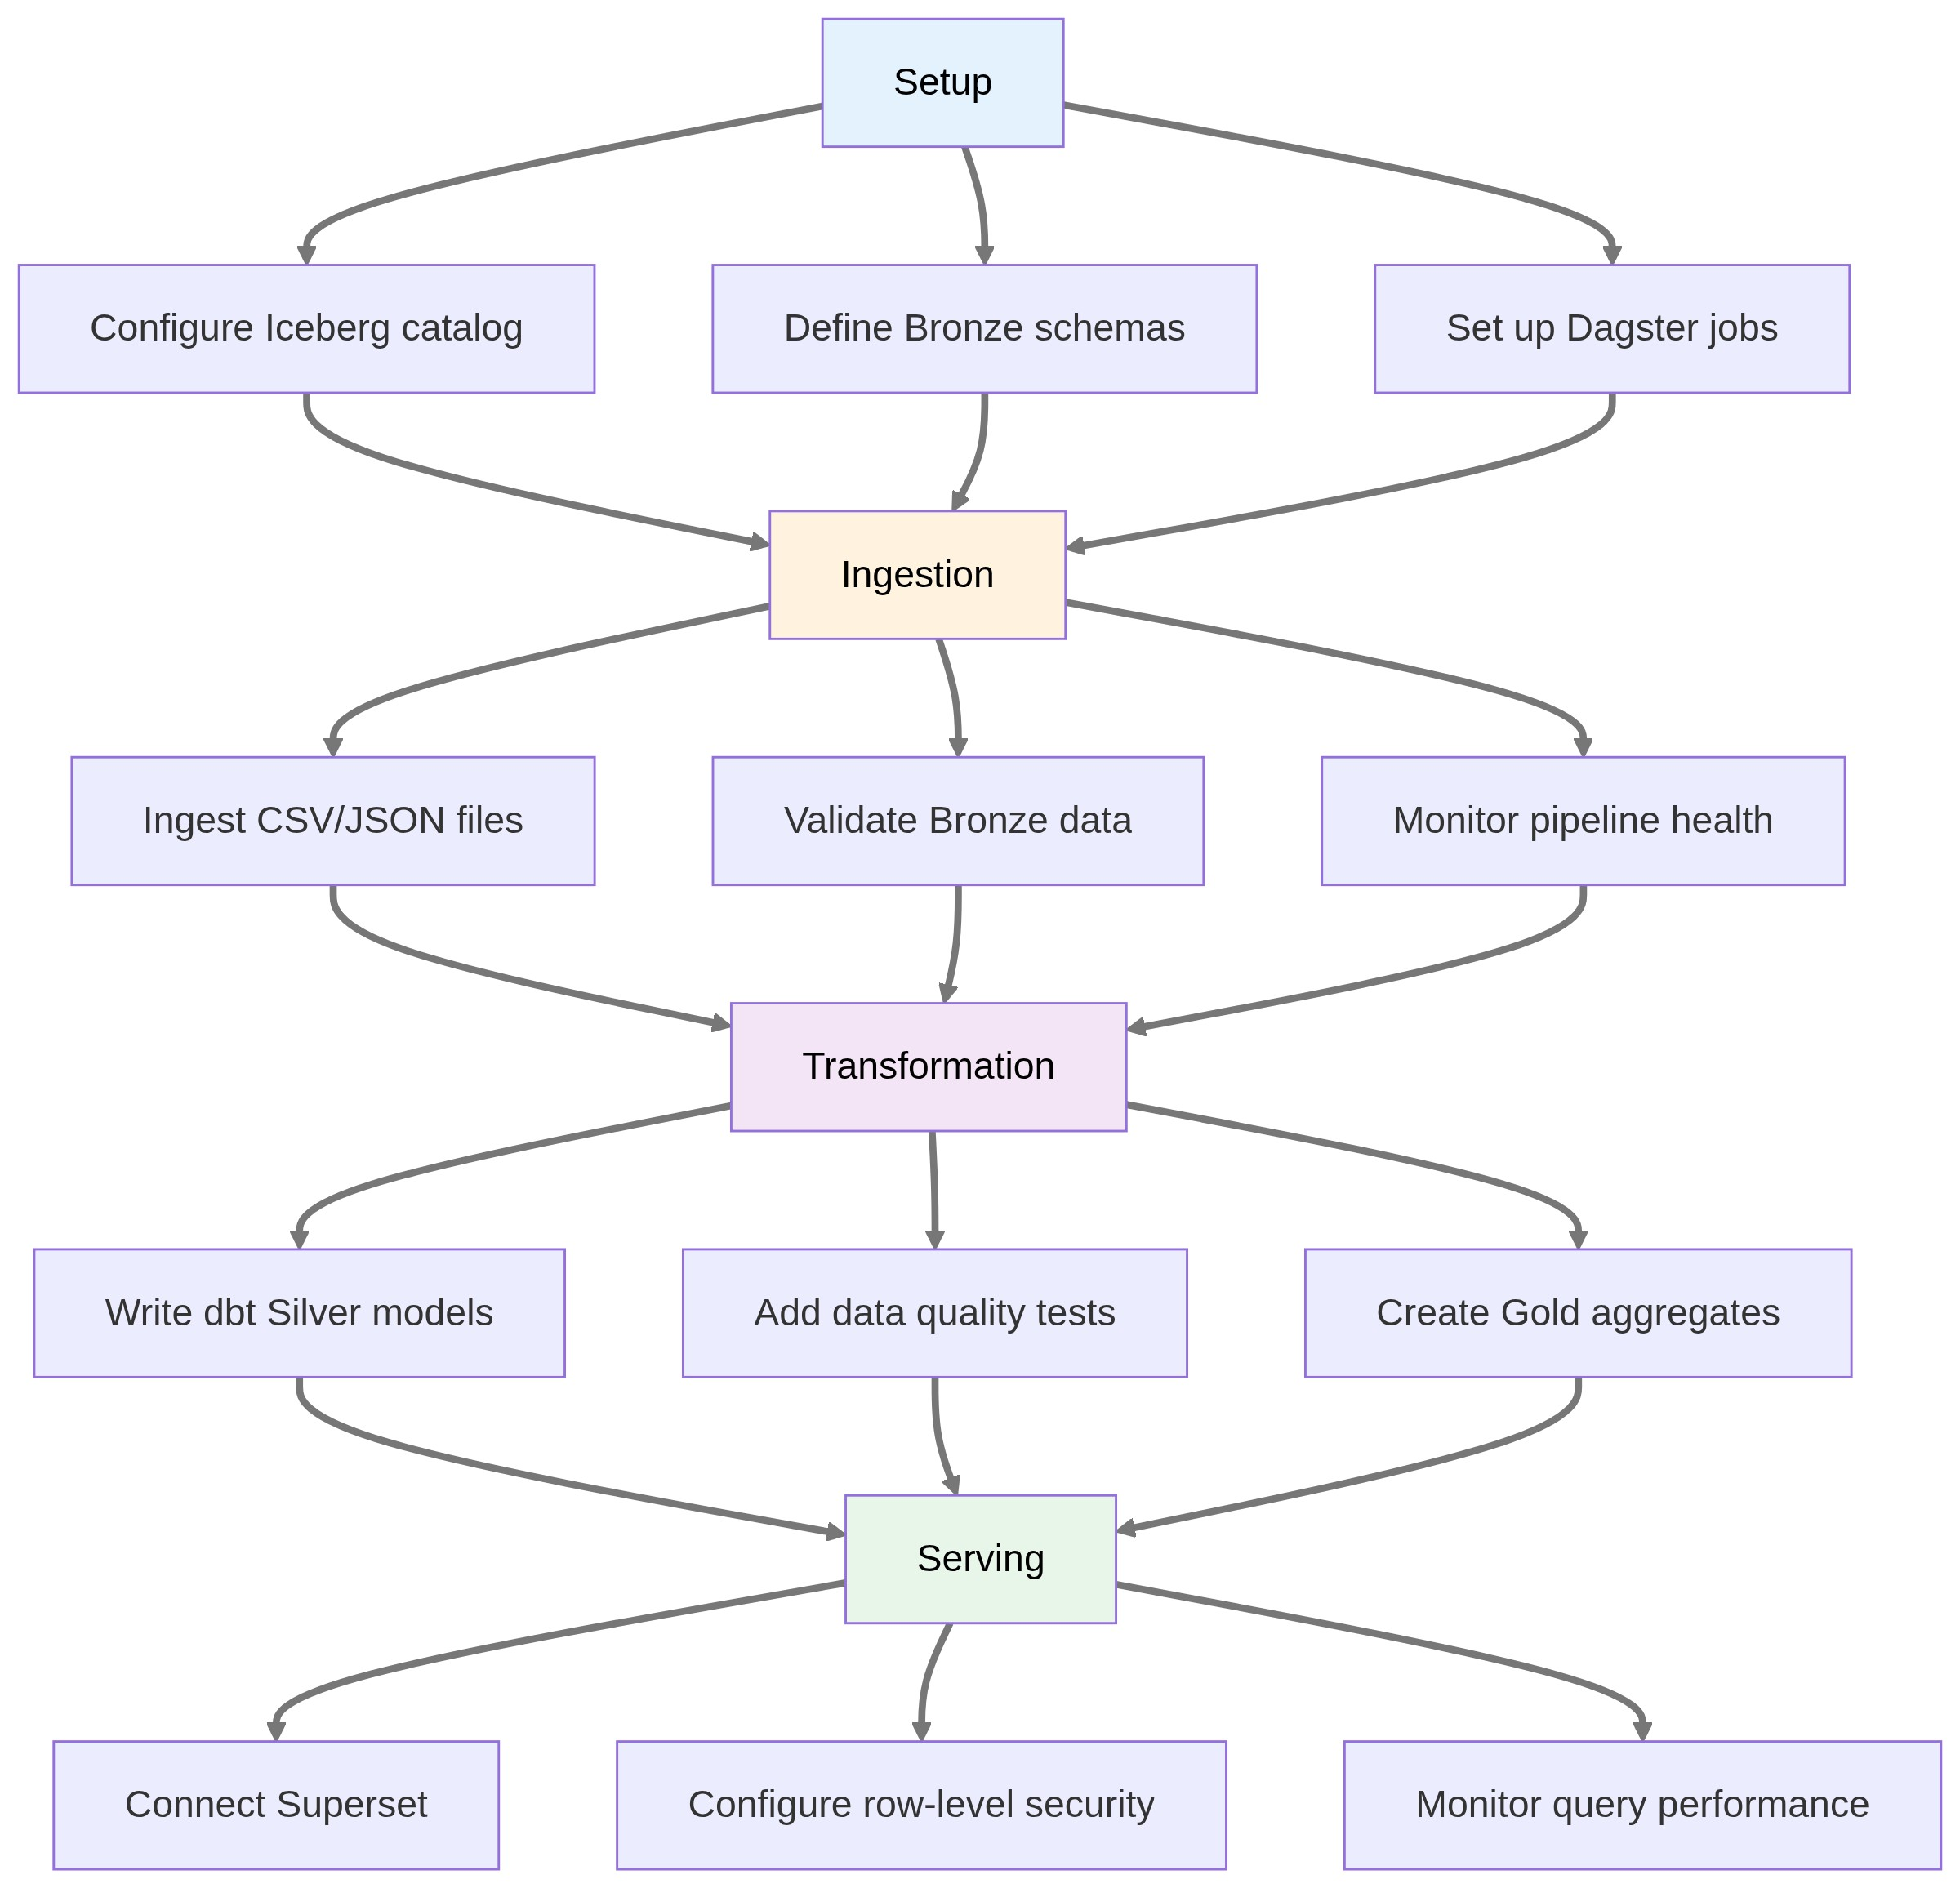 Setup
Configure Iceberg catalog
Define Bronze schemas
Set up Dagster jobs
Ingestion
Ingest CSV/JSON files
Validate Bronze data
Monitor pipeline health
Transformation
Write dbt Silver models
Add data quality tests
Create Gold aggregates
Serving
Connect Superset
Configure row-level security
Monitor query performance